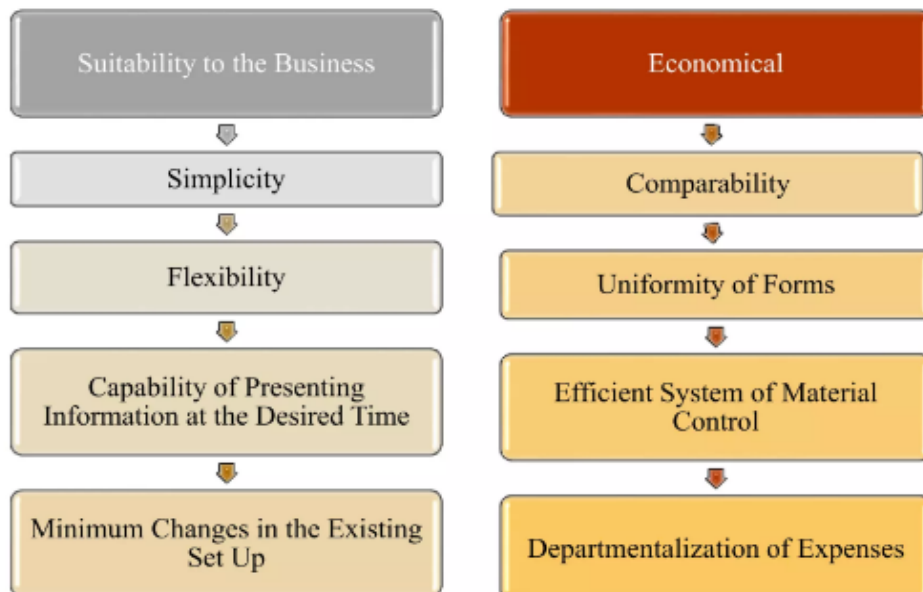 Suitability to the Business
Simplicity
Flexibility
Capability of Presenting
Information at the Desired Time
Minimum Changes in the Existing
Set Up
Economical
Comparability
Uniformity of Forms
Efficient System of Material
Control
Departmentalization of Expenses